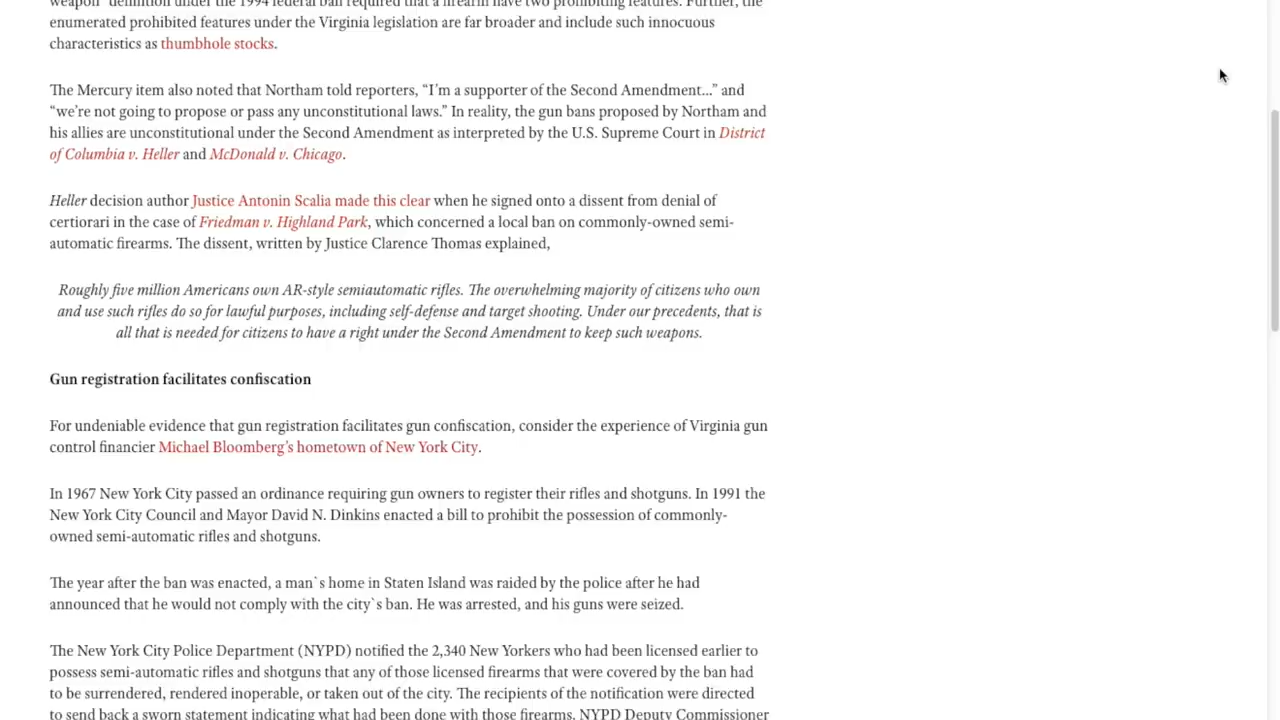 weapon" definition under the 1994 federal ban required that a firearm have two prohibiting features. Further, the
enumerated prohibited features under the Virginia legislation are far broader and include such innocuous
characteristics as thumbhole stocks.
The Mercury item also noted that Northam told reporters, “I’m a supporter of the Second Amendment…” and
“we’re not going to propose or pass any unconstitutional laws.” In reality, the gun bans proposed by Northam and
his allies are unconstitutional under the Second Amendment as interpreted by the U.S. Supreme Court in District
of Columbia v. Heller and McDonald v. Chicago.
Heller decision author Justice Antonin Scalia made this clear when he signed onto a dissent from denial of
certiorari in the case of Friedman v. Highland Park, which concerned a local ban on commonly-owned semi-
automatic firearms. The dissent, written by Justice Clarence Thomas explained,
Roughly five million Americans own AR-style semiautomatic rifles. The overwhelming majority of citizens who own
and use such rifles do so for lawful purposes, including self-defense and target shooting. Under our precedents, that is
all that is needed for citizens to have a right under the Second Amendment to keep such weapons.
Gun registration facilitates confiscation
For undeniable evidence that gun registration facilitates gun confiscation, consider the experience of Virginia gun
control financier Michael Bloomberg’s hometown of New York City.
In 1967 New York City passed an ordinance requiring gun owners to register their rifles and shotguns. In 1991 the
New York City Council and Mayor David N. Dinkins enacted a bill to prohibit the possession of commonly-
owned semi-automatic rifles and shotguns.
The year after the ban was enacted, a man`s home in Staten Island was raided by the police after he had
announced that he would not comply with the city`s ban. He was arrested, and his guns were seized.
The New York City Police Department (NYPD) notified the 2,340 New Yorkers who had been licensed earlier to
possess semi-automatic rifles and shotguns that any of those licensed firearms that were covered by the ban had
to be surrendered, rendered inoperable, or taken out of the city. The recipients of the notification were directed
to send back a sworn statement indicating what had been done with those firearms. NYPD Deputy Commissioner